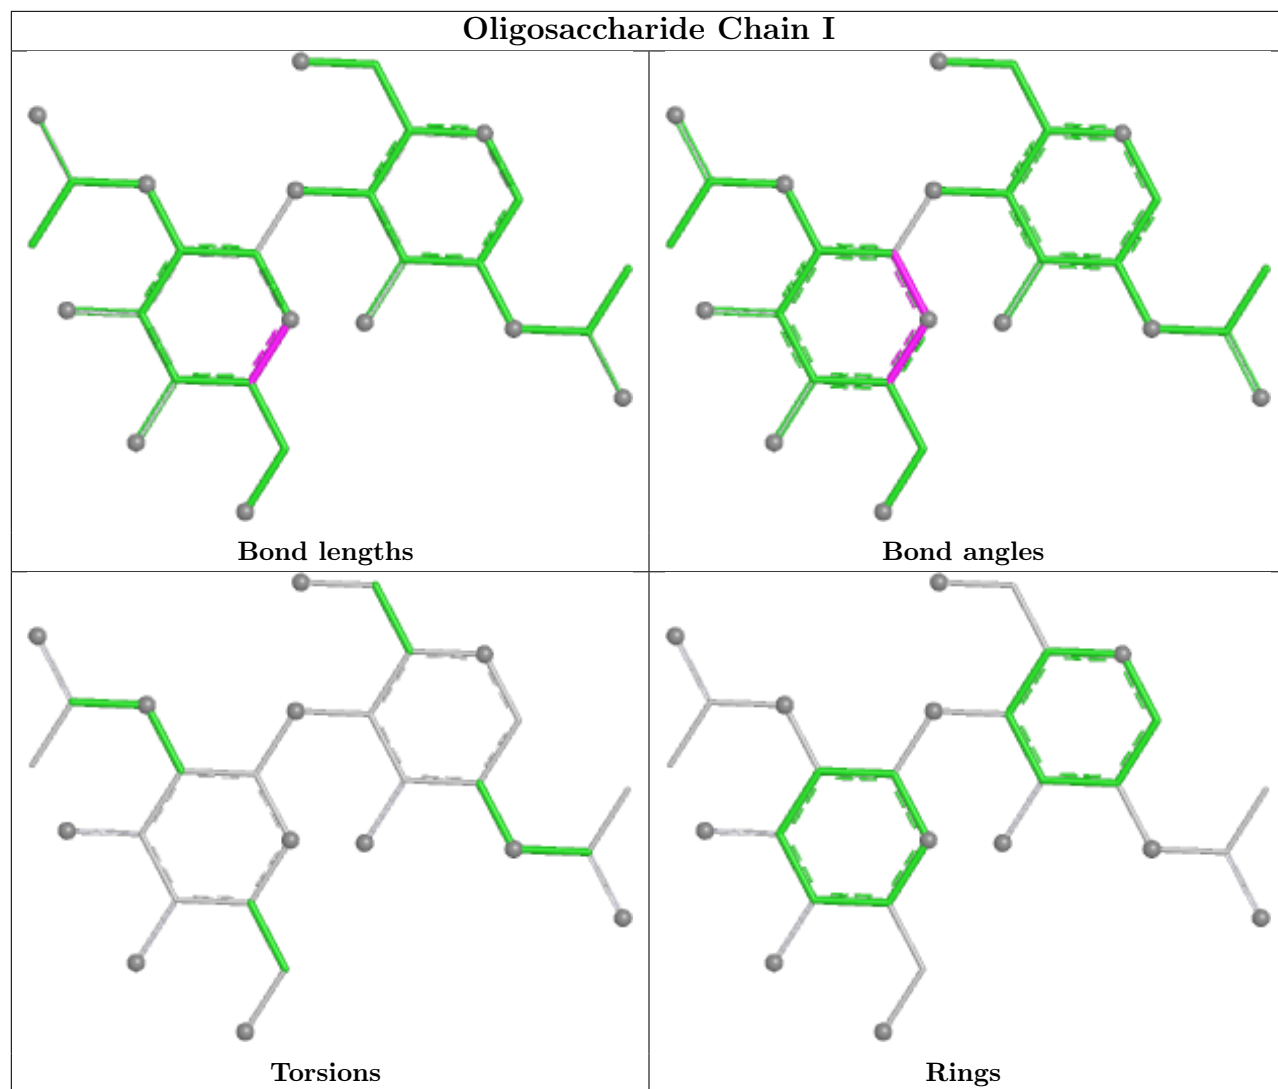 Oligosaccharide Chain I
Bond lengths
Bond angles
Torsions
Rings